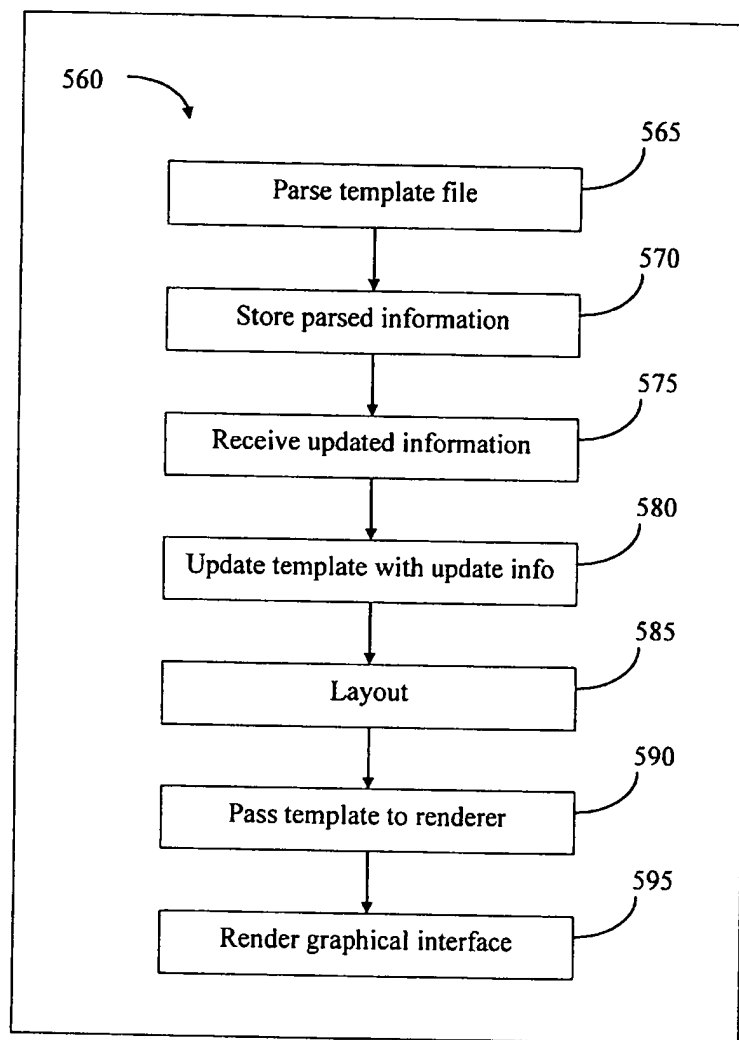 560
565
Parse template file
570
Store parsed information
575
Receive updated information
580
Update template with update info
585
Layout
590
Pass template to renderer
595
Render graphical interface